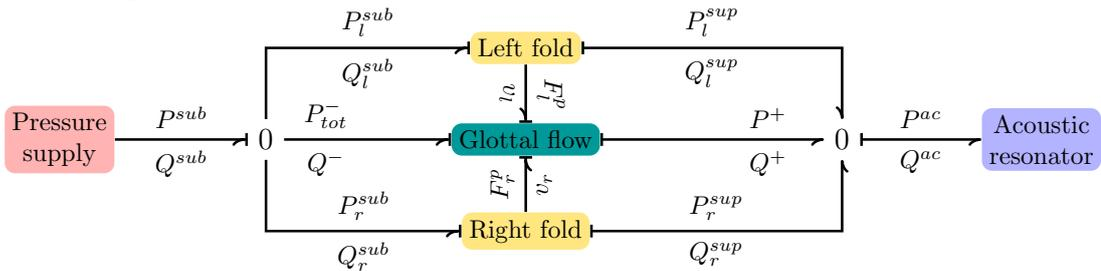 P_l^{sub}
P_l^{sup}
Left fold
Q_l^{sub}
Q_l^{sup}
v_l
F_l^p
Pressure
supply
P^{sub}
Q^{sub}
0
P_{tot}^-
Q^-
Glottal flow
P^+
Q^+
0
P^{ac}
Q^{ac}
Acoustic
resonator
F_r^p
v_r
P_r^{sub}
P_r^{sup}
Right fold
Q_r^{sub}
Q_r^{sup}